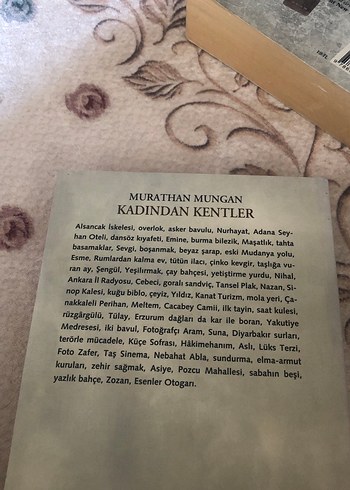 MURATHAN MUNGAN
KADINDAN KENTLER
Alsancak İskelesi, overlok, asker bavulu, Nurhayat, Adana Sey-
han Oteli, dansöz kıyafeti, Emine, burma bilezik, Maşatlık, tahta
basamaklar, Sevgi, boşanmak, beyaz şarap, eski Mudanya yolu,
Esme, Rumlardan kalma ev, tütün ilacı, çinko kevgir, taşlığa vu-
ran ay, Şengül, Yeşilırmak, çay bahçesi, yetiştirme yurdu, Nihal,
Ankara İl Radyosu, Cebeci, goralı sandviç, Tansel Plak, Nazan, Si-
nop Kalesi, kuğu biblo, çeyiz, Yıldız, Kanat Turizm, mola yeri, Ça-
nakkaleli Perihan, Meltem, Cacabey Camii, ilk tayin, saat kulesi,
rüzgârgülü, Tülay, Erzurum dağları da kar ile boran, Yakutiye
Medresesi, iki bavul, Fotoğrafçı Aram, Suna, Diyarbakır surları,
terörle mücadele, Küçe Sofrası, Hâkimehanım, Aslı, Lüks Terzi,
Foto Zafer, Taş Sinema, Nebahat Abla, sundurma, elma-armut
kuruları, zehir sağmak, Asiye, Pozcu Mahallesi, sabahın beşi,
yazlık bahçe, Zozan, Esenler Otogarı.